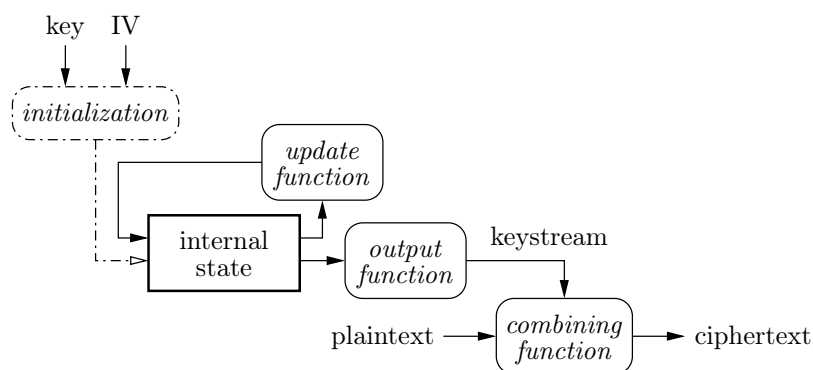 key IV
initialization
update
function
internal
state
output
function
keystream
plaintext
combining
function
ciphertext